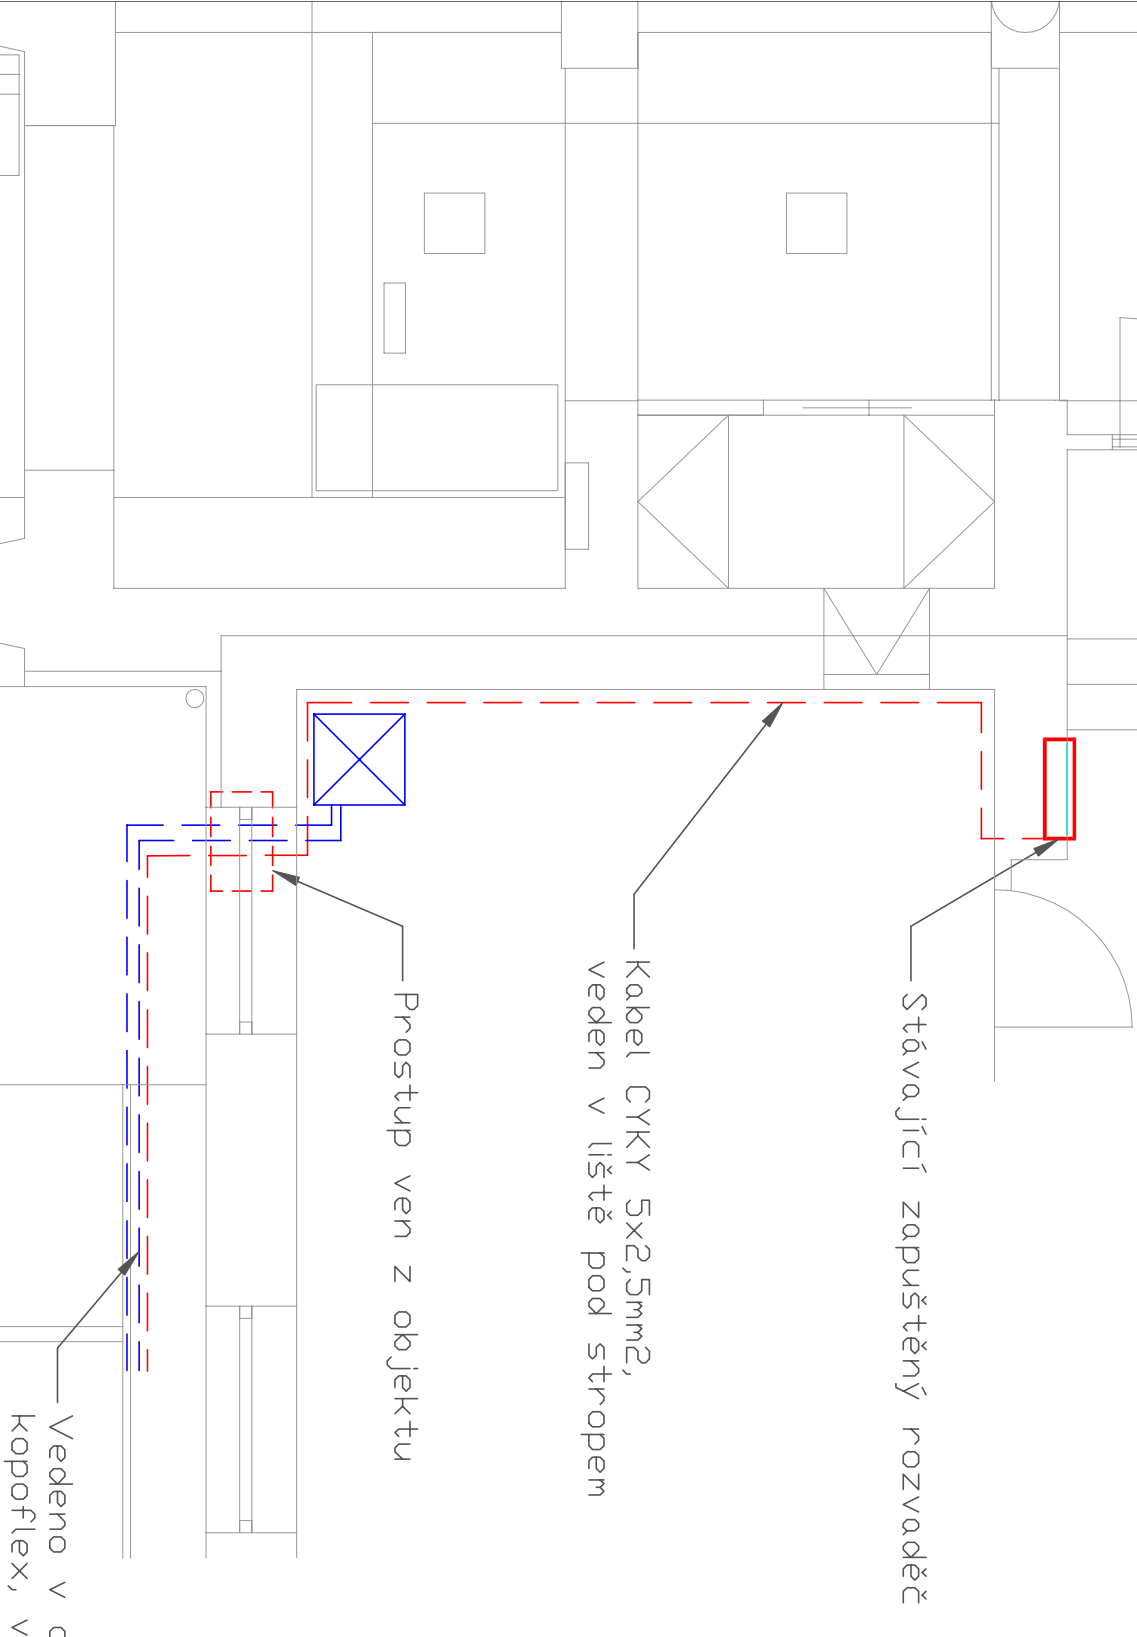 Stávající zapuštěný rozvaděč
Kabel CYKY 5x2,5mm2,
veden v liště pod stropem
Prostup ven z objektu
Vedeno v
kopoflex, v